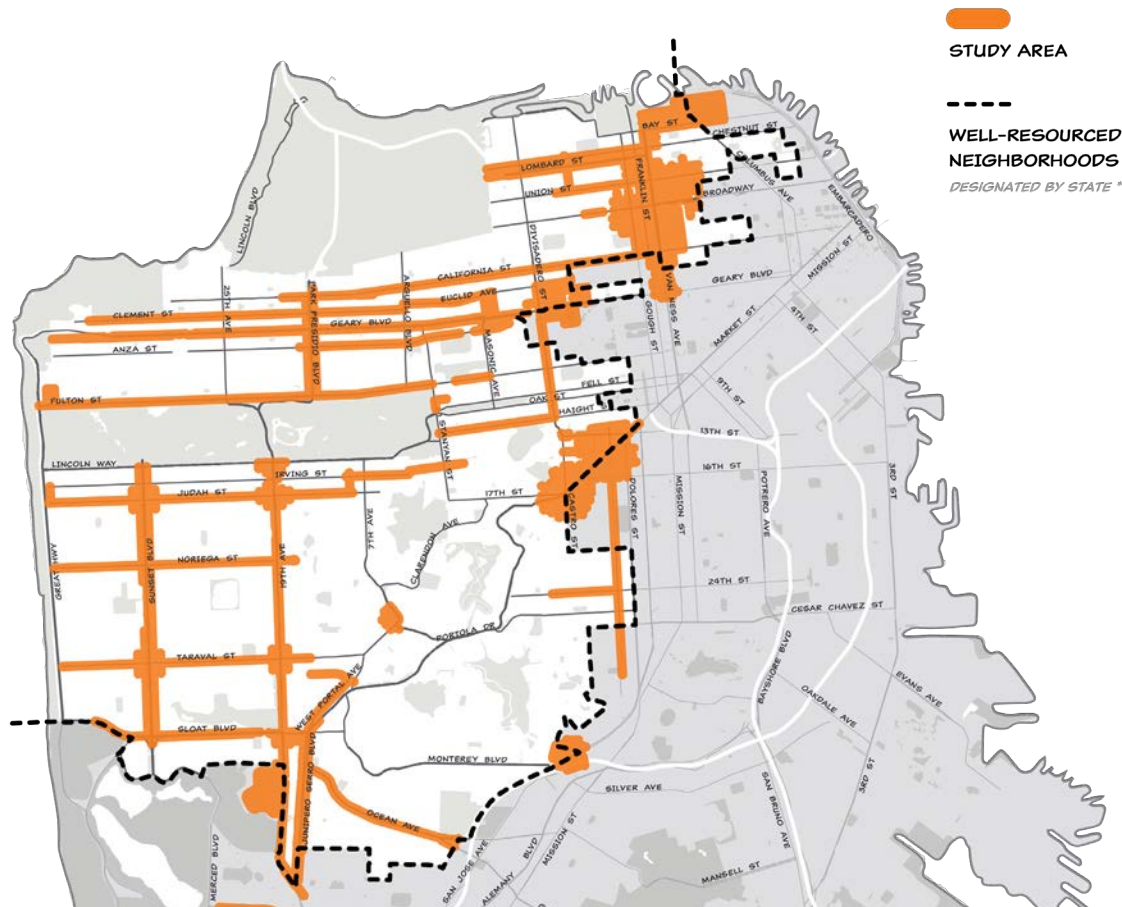 STUDY AREA
WELL-RESOURCED
NEIGHBORHOODS
DESIGNATED BY STATE *
BAY ST
CHESTNUT ST
LOMBARD ST
COLUMBUS AVE
UNION ST
FRANKLIN ST
BROADWAY
EMBARCADERO
LINCOLN BLVD
DIVISADERO ST
MISSION ST
CALIFORNIA ST
GEARY BLVD
VAN NESS AVE
25TH AVE
PARK PRESIDIO BLVD
ARGUELLO BLVD
EUCLID AVE
CLEMENT ST
GEARY BLVD
GOUGH ST
MARKET ST
4TH ST
ANZA ST
MASONIC AVE
9TH ST
FELL ST
FULTON ST
OAK ST
HAIGHT S
STANYAN ST
13TH ST
LINCOLN WAY
IRVING ST
16TH ST
3RD ST
JUDAH ST
17TH ST
CASTRO ST
DOLORES ST
MISSION ST
POTRERO AVE
7TH AVE
CLARENDON AVE
GREAT HWY
SUNSET BLVD
NORIEGA ST
19TH AVE
24TH ST
CESAR CHAVEZ ST
PORTOLA DR
TARAVAL ST
BAYSHORE BLVD
EVANS AVE
WEST PORTAL AVE
OAKDALE AVE
SLOAT BLVD
MONTEREY BLVD
JUNIPERO SERRO BLVD
SILVER AVE
3RD ST
SAN BRUNO AVE
OCEAN AVE
MERCED BLVD
SAN JOSE AVE
BLVD
MISSION ST
ALEMANY
MANSELL ST